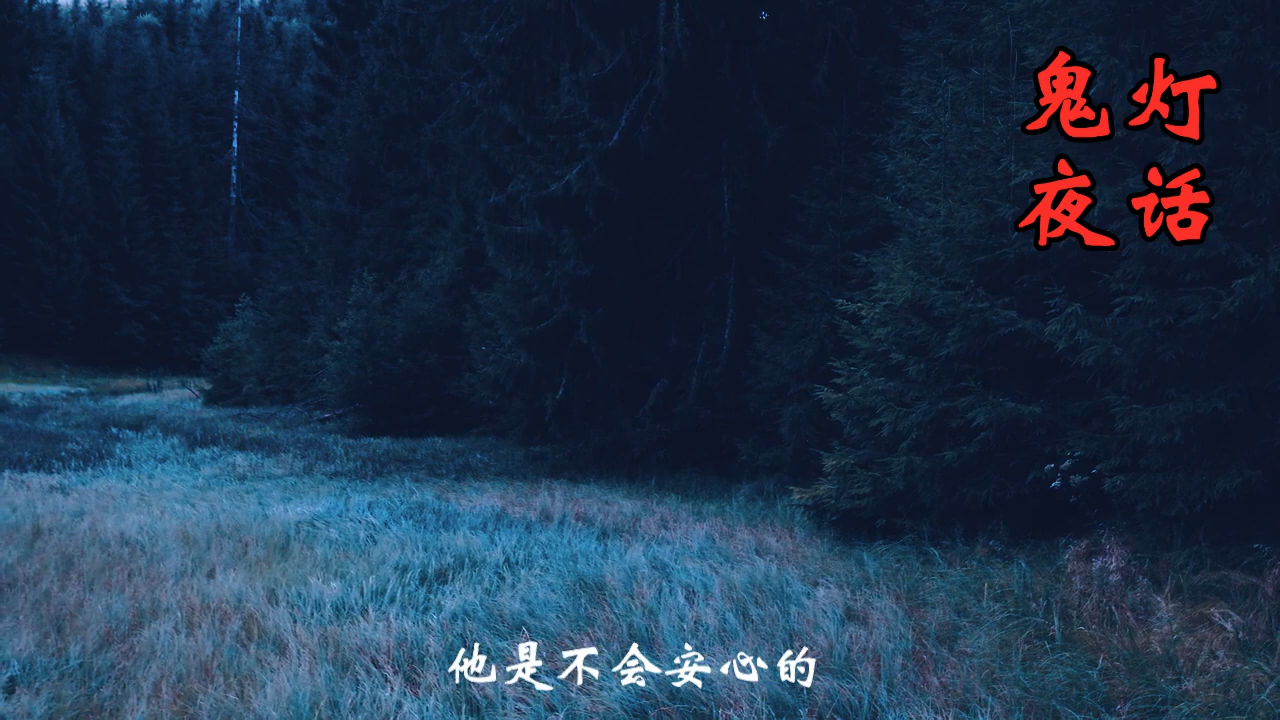 鬼灯
夜话
他是不会安心的